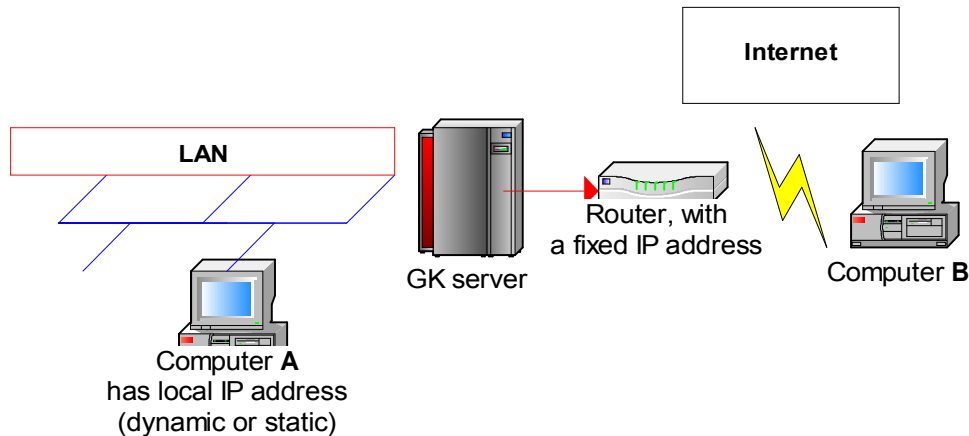 Internet
LAN
Router, with
a fixed IP address
GK server
Computer B
Computer A
has local IP address
(dynamic or static)